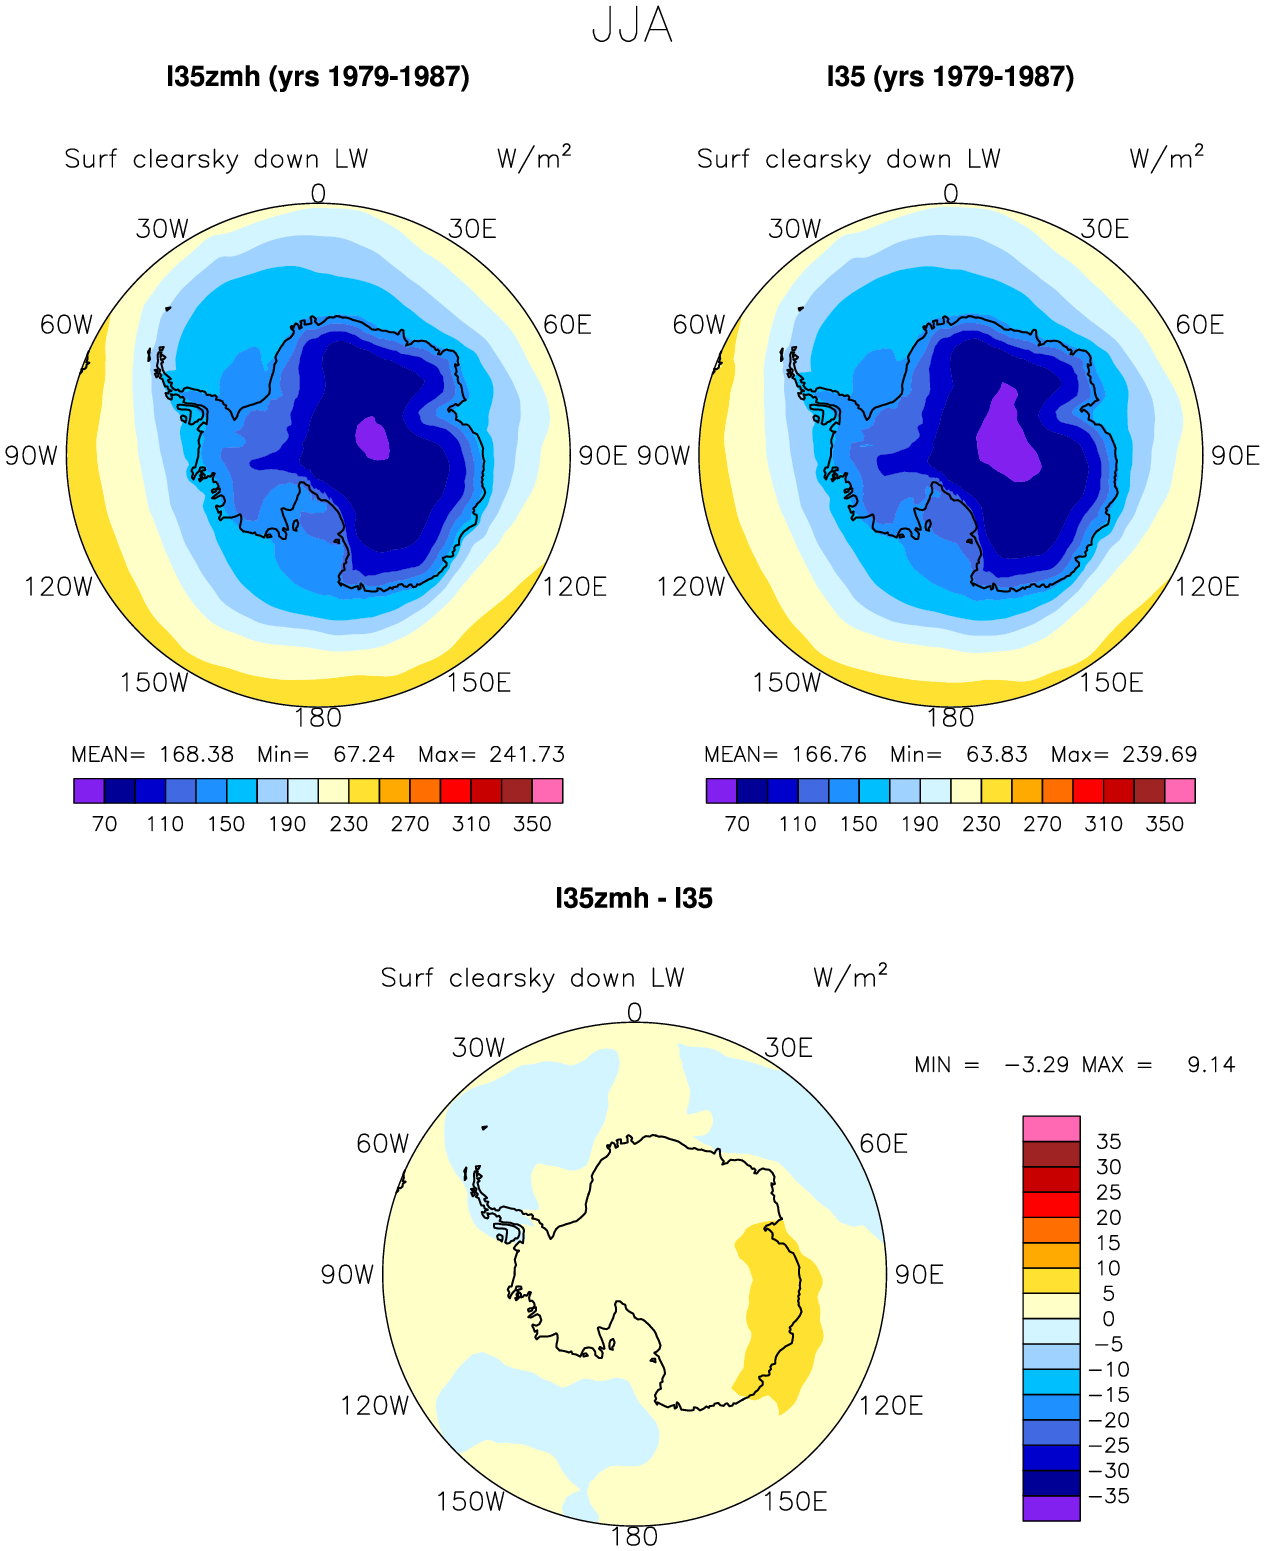 JJA
I35zmh (yrs 1979-1987) I35 (yrs 1979-1987)
Surf clearsky down LW W/m² Surf clearsky down LW W/m²
0 0
30W 30E 30W 30E
60W 60E 60W 60E
90W 90E 90W 90E
120W 120E 120W 120E
150W 150E 150W 150E
180 180
MEAN= 168.38 Min= 67.24 Max= 241.73 MEAN= 166.76 Min= 63.83 Max= 239.69
70 110 150 190 230 270 310 350 70 110 150 190 230 270 310 350
I35zmh - I35
Surf clearsky down LW W/m²
0
30W 30E
MIN = −3.29 MAX = 9.14
60W 60E
90W 90E
120W 120E
150W 150E
180
35
30
25
20
15
10
5
0
−5
−10
−15
−20
−25
−30
−35